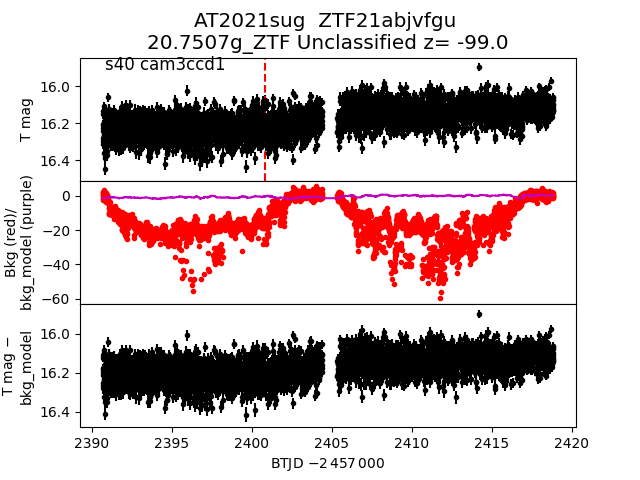 AT2021sug ZTF21abjvfgu
20.7507g_ZTF Unclassified z= -99.0
s40 cam3ccd1
16.0
16.2
16.4
T mag
0
−20
−40
−60
Bkg (red)/
bkg_model (purple)
16.0
16.2
16.4
T mag −
bkg_model
2390 2395 2400 2405 2410 2415 2420
BTJD −2 457 000